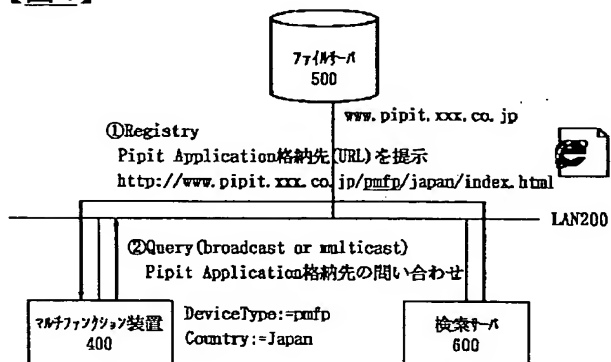 ファイルサーバ
500
www.pipit.xxx.co.jp
①Registry
Pipit Application格納先(URL)を提示
http://www.pipit.xxx.co.jp/pmfp/japan/index.html
LAN200
②Query(broadcast or multicast)
Pipit Application格納先の問い合わせ
マルチファンクション装置
400
DeviceType:=pmfp
Country:=Japan
検索サーバ
600